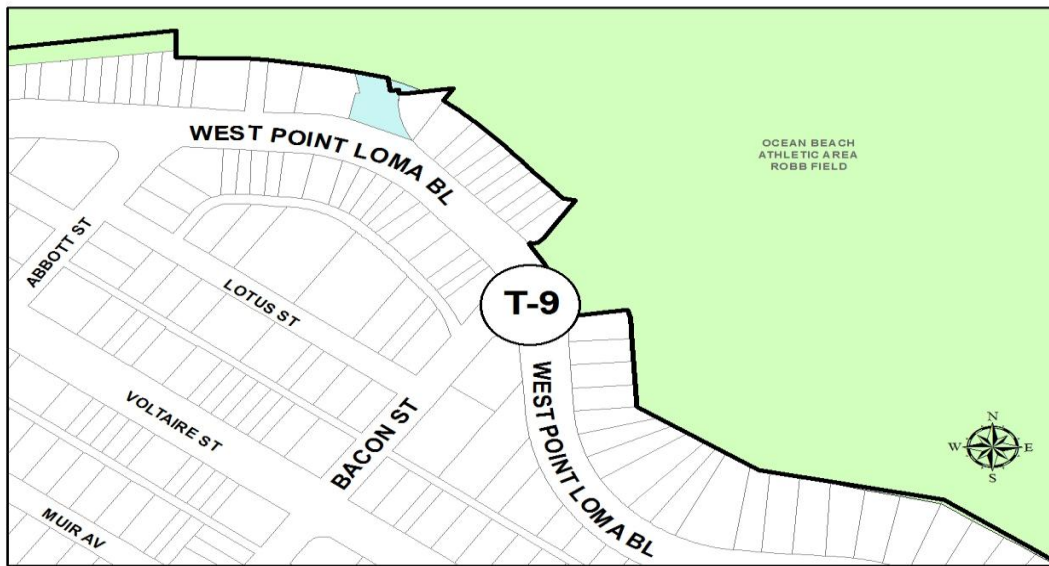 WEST POINT LOMA BL
OCEAN BEACH
ATHLETIC AREA
ROBB FIELD
ABBOTT ST
LOTUS ST
T-9
VOLTAIRE ST
BACON ST
WEST POINT LOMA BL
MUIR AV
N
W
E
S